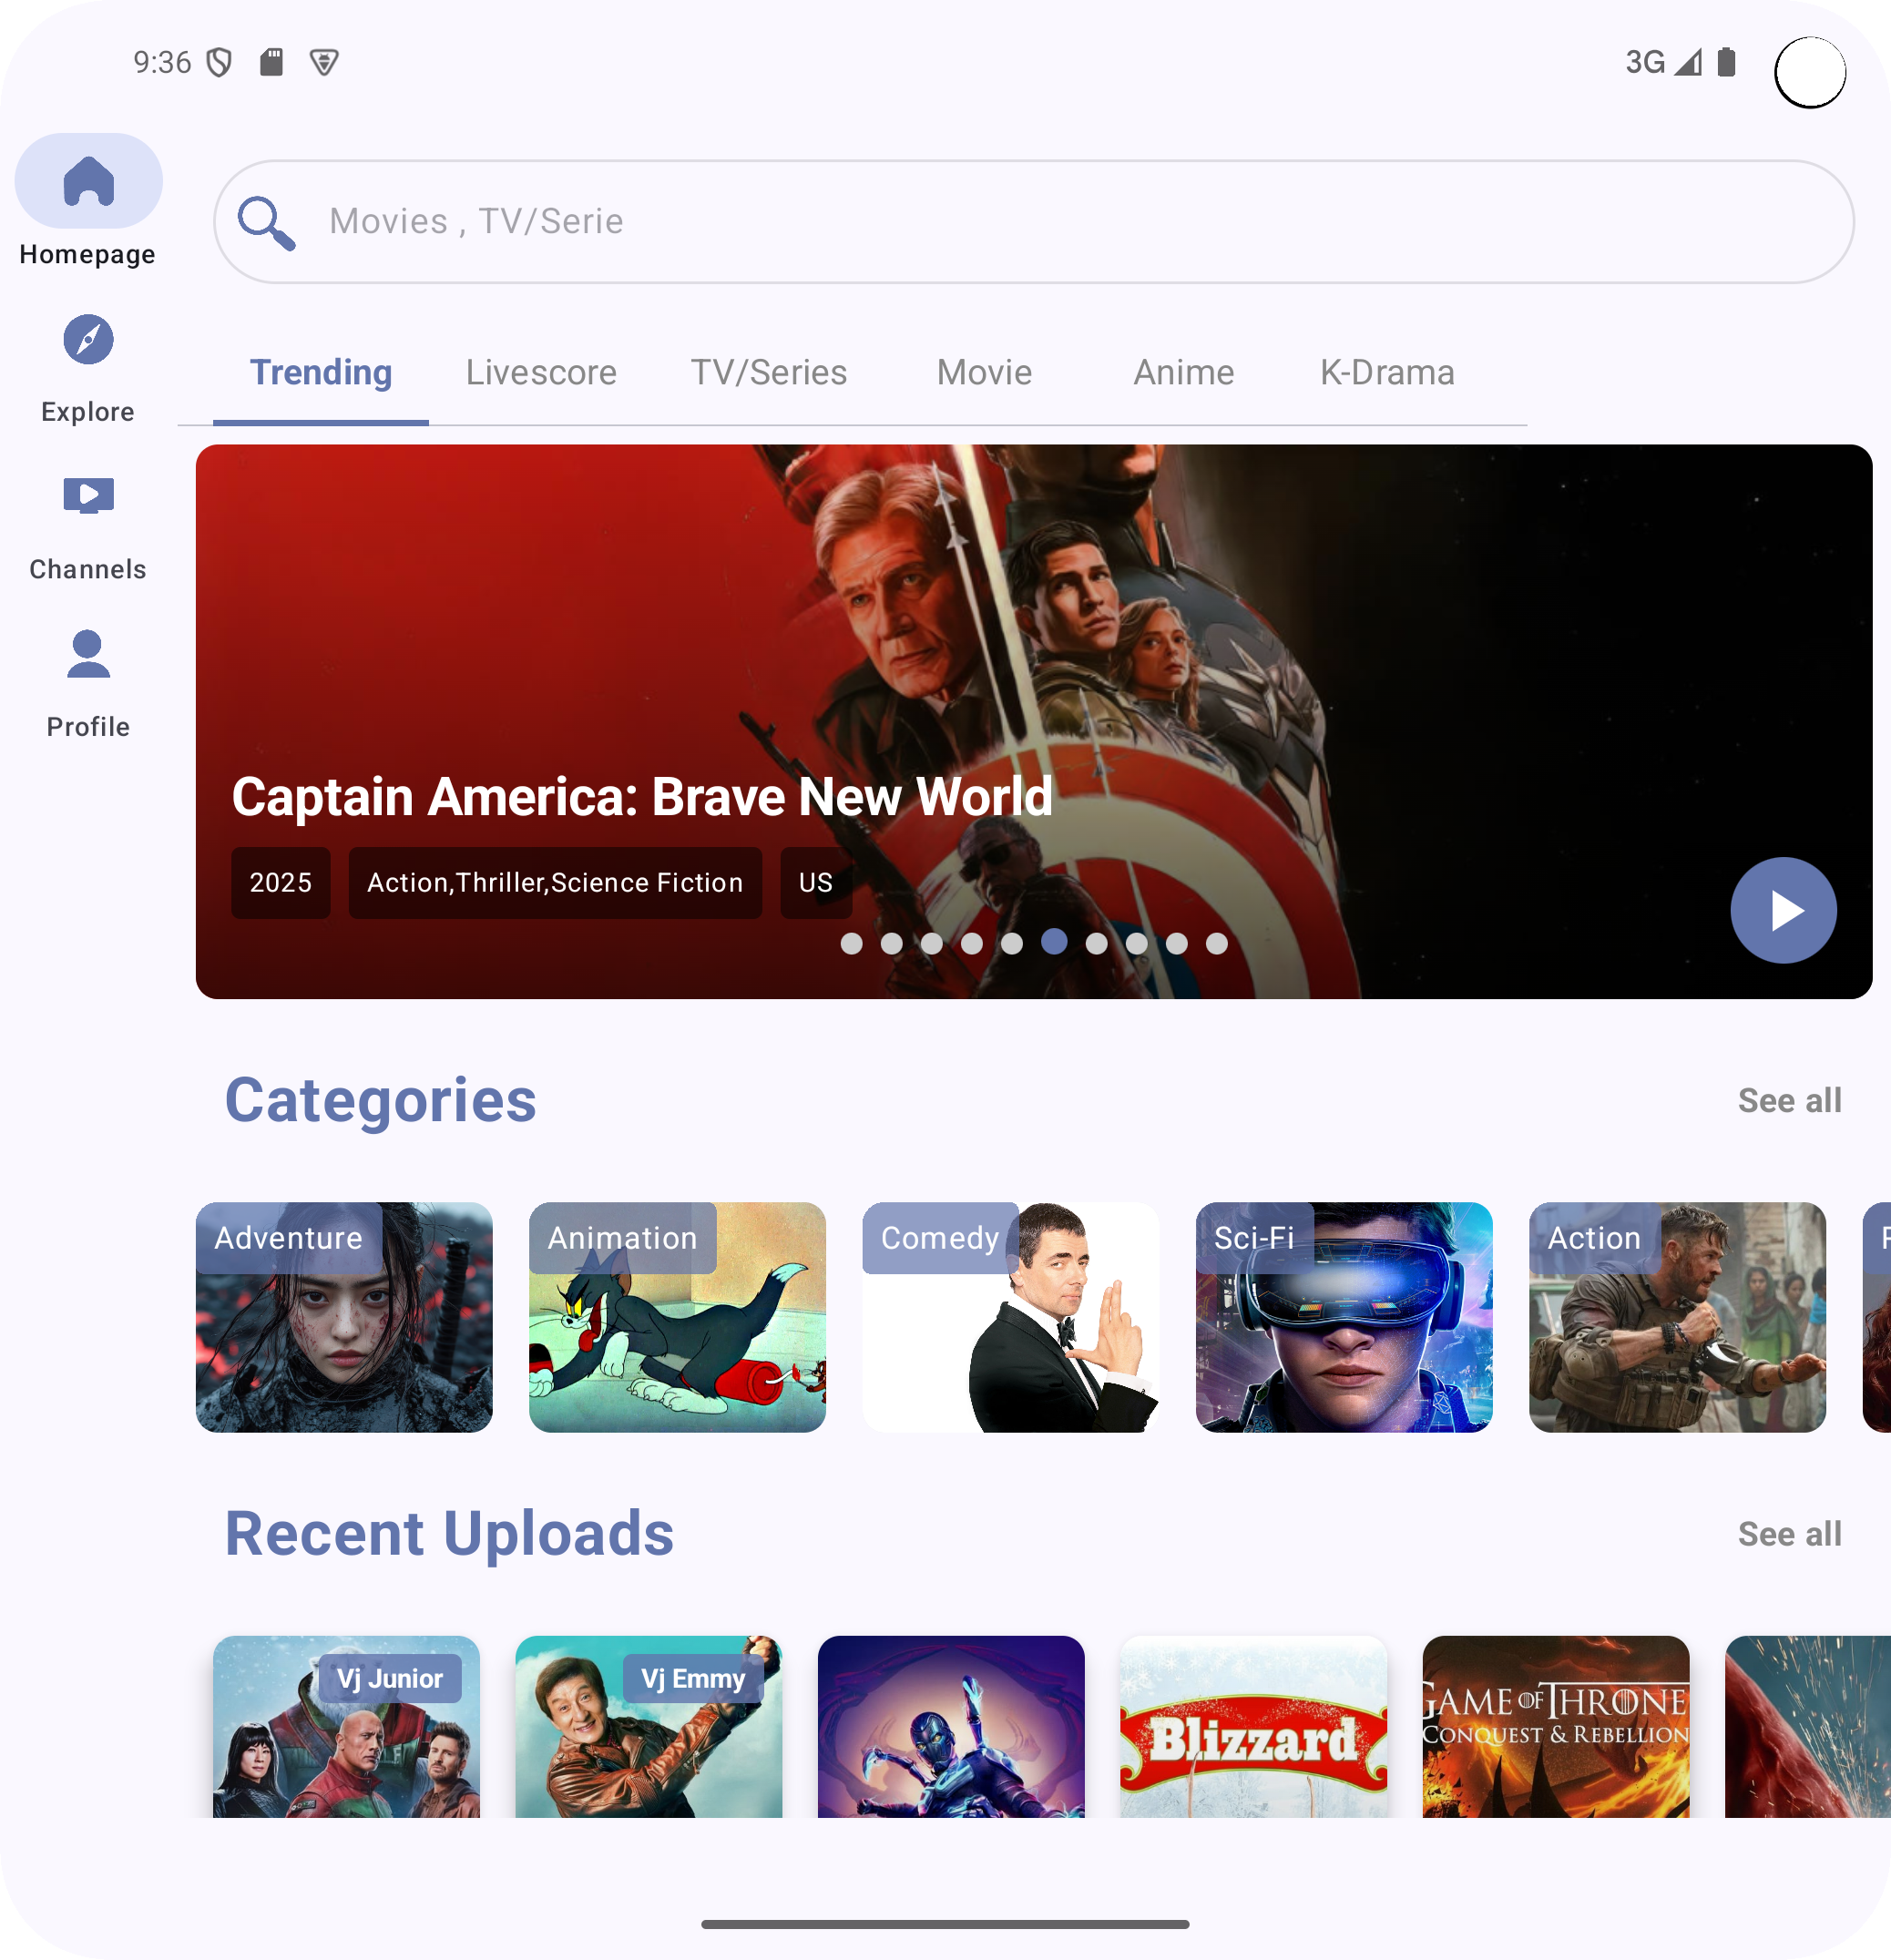 9:36
3G
Homepage
Explore
Channels
Profile
Movies , TV/Serie
Trending
Livescore
TV/Series
Movie
Anime
K-Drama
Captain America: Brave New World
2025
Action,Thriller,Science Fiction
US
Categories
See all
Adventure
Animation
Comedy
Sci-Fi
Action
Recent Uploads
See all
Vj Junior
Vj Emmy
Blizzard
GAME OF THRONE
CONQUEST & REBELLION